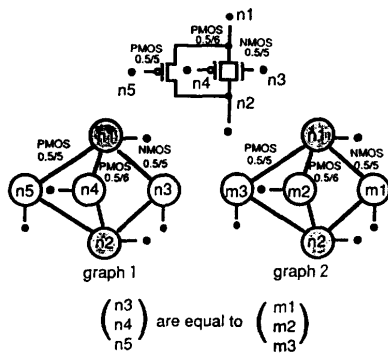 n1
PMOS
0.5/6
PMOS
0.5/5
NMOS
0.5/5
n5
n4
n3
n2
n1
PMOS
0.5/5
NMOS
0.5/5
PMOS
0.5/6
n5
n4
n3
n2
graph 1
n1
PMOS
0.5/5
NMOS
0.5/5
PMOS
0.5/6
m3
m2
m1
n2
graph 2
n3
n4
n5
are equal to
m1
m2
m3